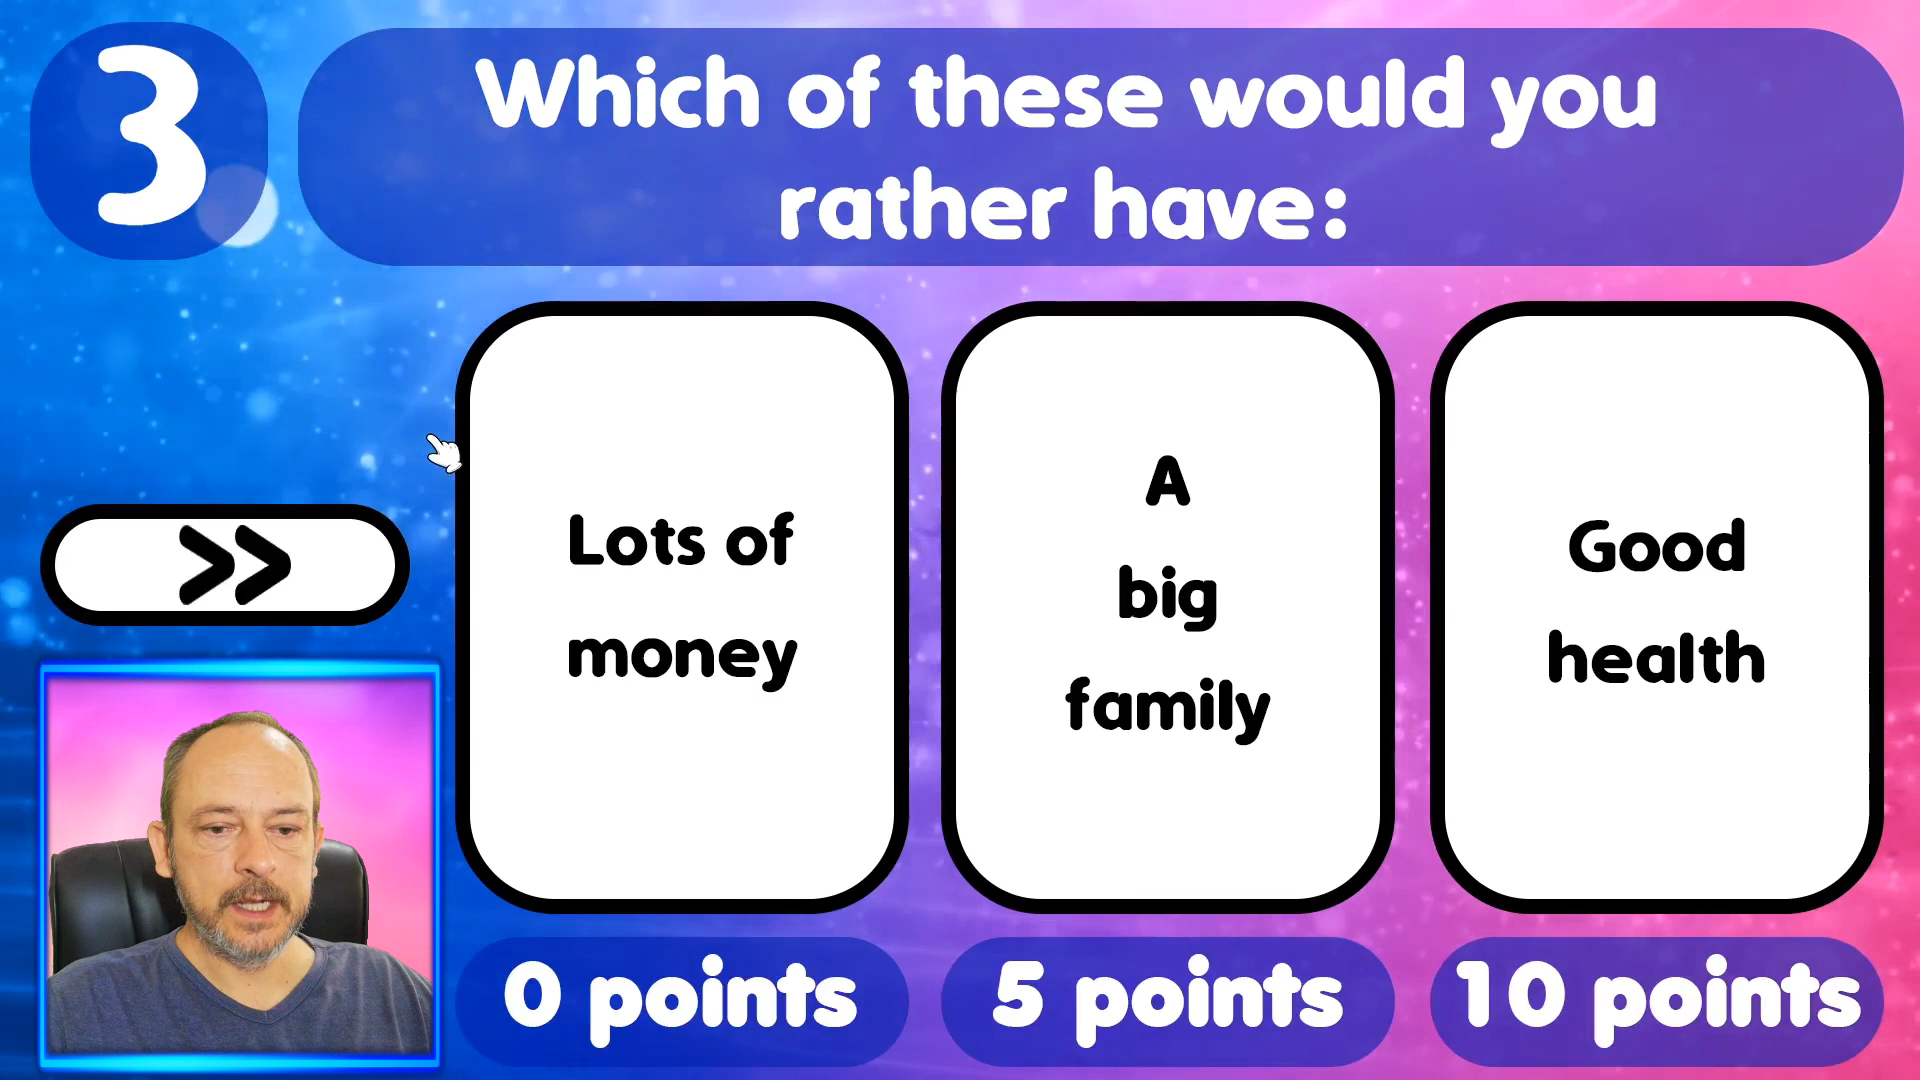 3
Which of these would you
rather have:
Lots of
money
A
big
family
Good
health
0 points
5 points
10 points